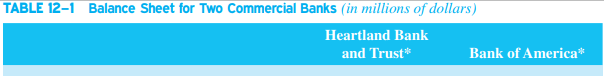 TABLE 12–1 Balance Sheet for Two Commercial Banks (in millions of dollars)
Heartland Bank
and Trust* Bank of America*